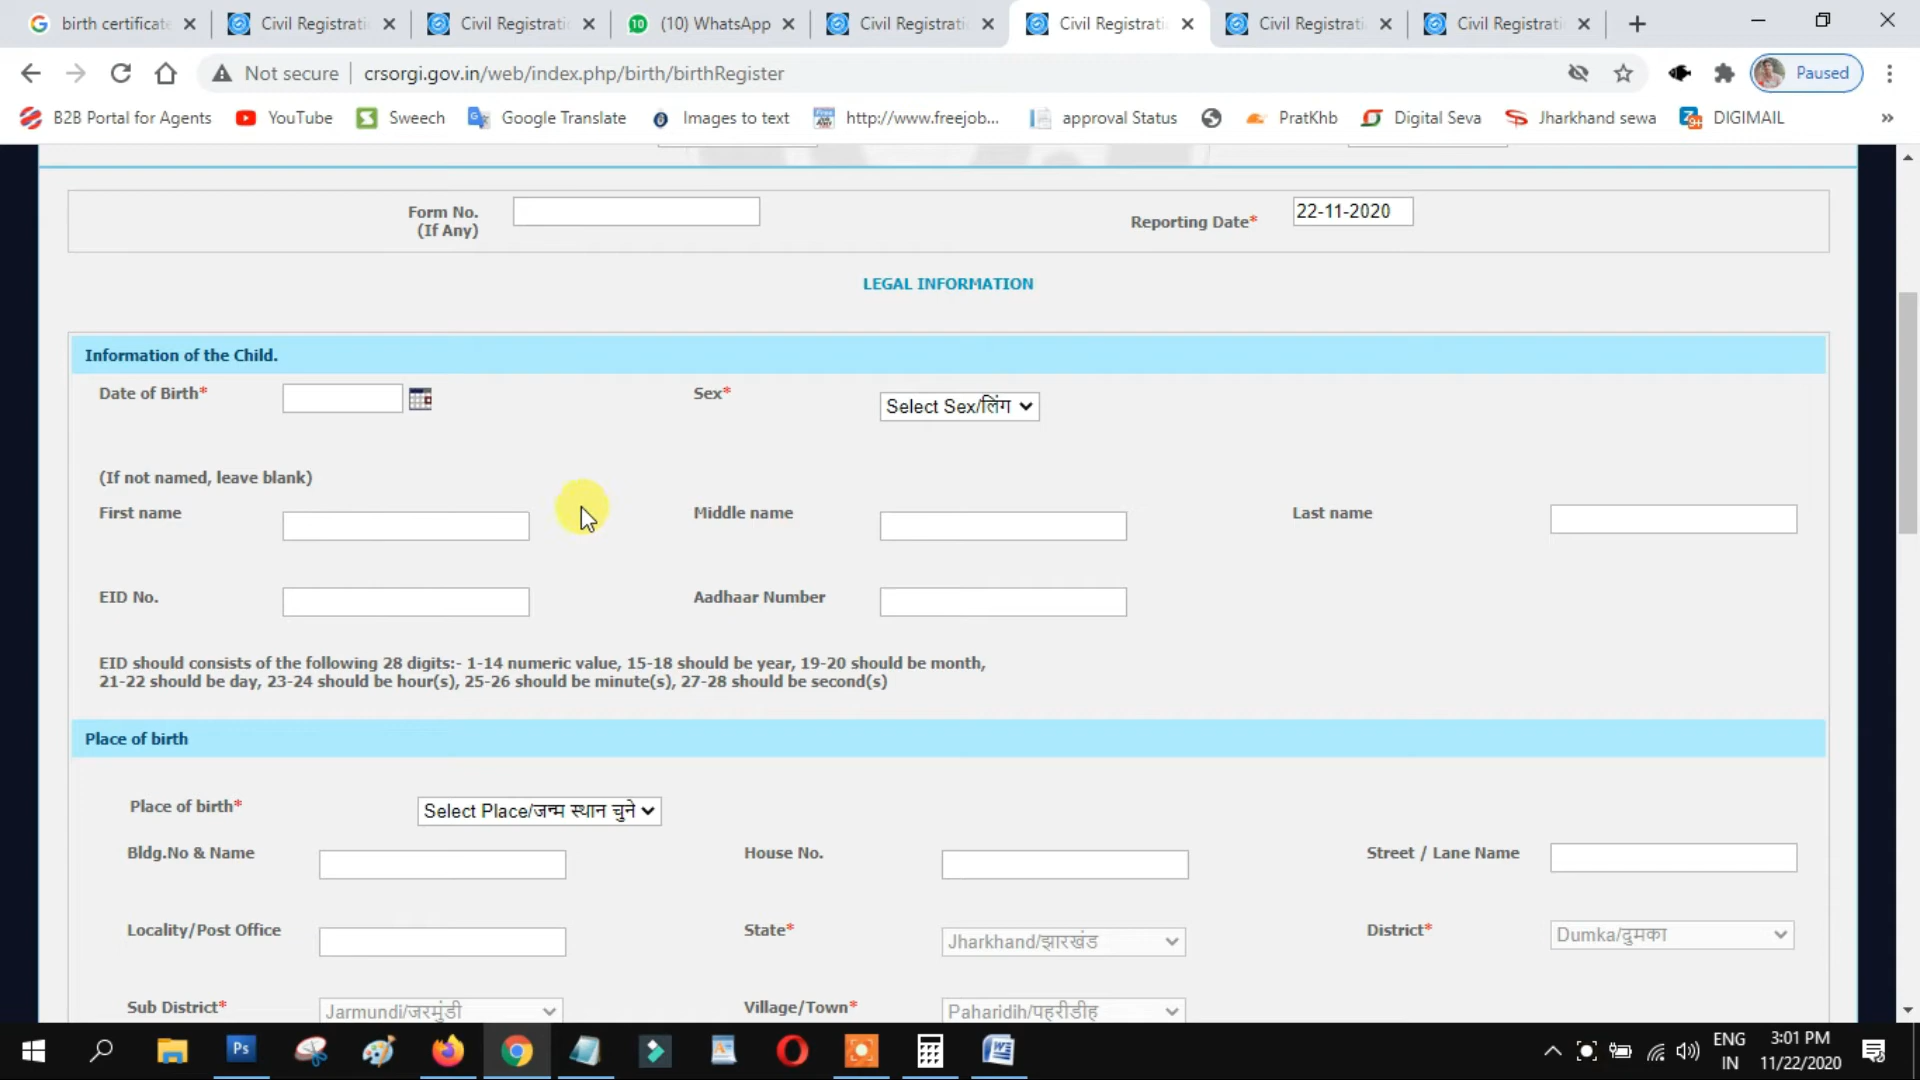 birth certificate
Civil Registrati
Civil Registrati
10 (10) WhatsApp
Civil Registratio
Civil Registratio
Civil Registrati
Civil Registrati
Not secure crsorgi.gov.in/web/index.php/birth/birthRegister Paused
B2B Portal for Agents YouTube Sweech Google Translate Images to text http://www.freejob... approval Status PratKhb Digital Seva Jharkhand sewa DIGIMAIL »
Form No.
(If Any)
Reporting Date* 22-11-2020
LEGAL INFORMATION
Information of the Child.
Date of Birth* Sex* Select Sex/लिंग
(If not named, leave blank)
First name Middle name Last name
EID No. Aadhaar Number
EID should consists of the following 28 digits:- 1-14 numeric value, 15-18 should be year, 19-20 should be month,
21-22 should be day, 23-24 should be hour(s), 25-26 should be minute(s), 27-28 should be second(s)
Place of birth
Place of birth* Select Place/जन्म स्थान चुने
Bldg.No & Name House No. Street / Lane Name
Locality/Post Office State* Jharkhand/झारखंड District* Dumka/दुमका
Sub District* Jarmundi/जरमुंडी Village/Town* Paharidih/पहरीडीह
Ps
ENG 3:01 PM
IN 11/22/2020